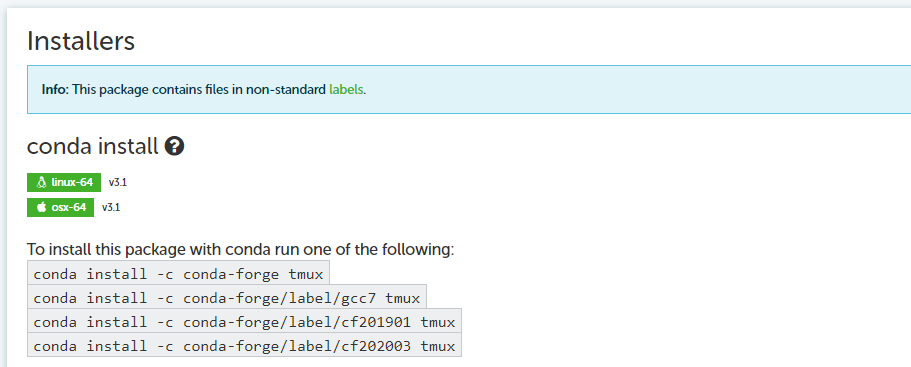 Installers
Info: This package contains files in non-standard labels.
conda install ?
linux-64 v3.1
osx-64 v3.1
To install this package with conda run one of the following:
conda install -c conda-forge tmux
conda install -c conda-forge/label/gcc7 tmux
conda install -c conda-forge/label/cf201901 tmux
conda install -c conda-forge/label/cf202003 tmux